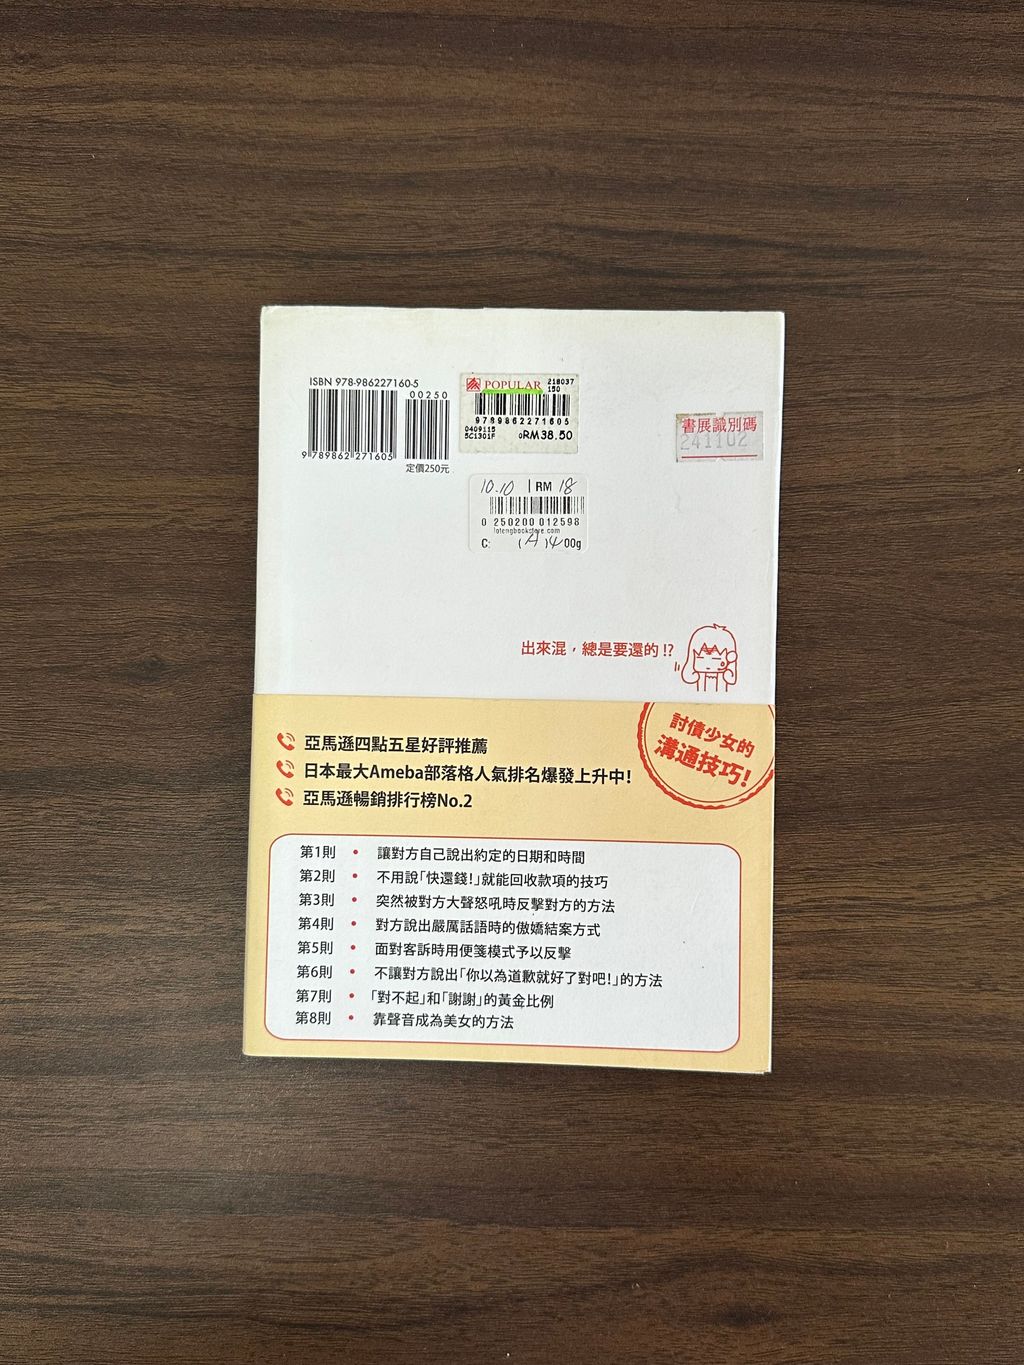 ISBN 978-986227160-5
00250
9 789862 271605
定價250元
POPULAR
218037
150
9789862271605
0409115
SC1301F
RM38.50
書展識別碼
241102
10.10 | RM 18
0 250200 012598
C:
00g
出來混，總是要還的!?
討債少女的
溝通技巧!
亞馬遜四點五星好評推薦
日本最大Ameba部落格人氣排名爆發上升中!
亞馬遜暢銷排行榜No.2
第1則 • 讓對方自己說出約定的日期和時間
第2則 • 不用說「快還錢!」就能回收款項的技巧
第3則 • 突然被對方大聲怒吼時反擊對方的方法
第4則 • 對方說出嚴厲話語時的傲嬌結案方式
第5則 • 面對客訴時用便箋模式予以反擊
第6則 • 不讓對方說出「你以為道歉就好了對吧!」的方法
第7則 • 「對不起」和「謝謝」的黃金比例
第8則 • 靠聲音成為美女的方法